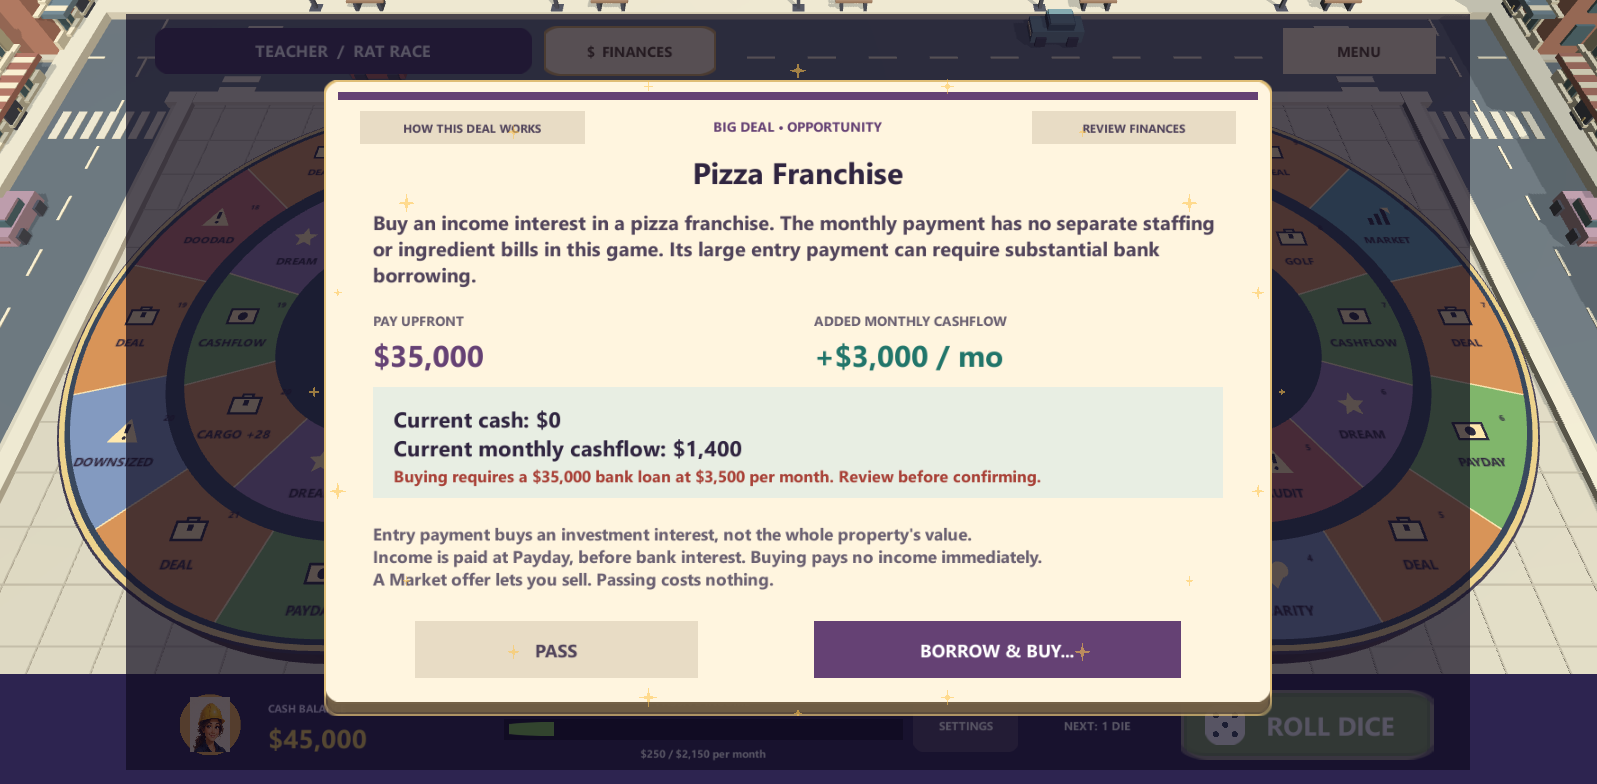 TEACHER / RAT RACE
$ FINANCES
MENU
HOW THIS DEAL WORKS
BIG DEAL • OPPORTUNITY
REVIEW FINANCES
Pizza Franchise
Buy an income interest in a pizza franchise. The monthly payment has no separate staffing
or ingredient bills in this game. Its large entry payment can require substantial bank
borrowing.
PAY UPFRONT
ADDED MONTHLY CASHFLOW
$35,000
+$3,000 / mo
Current cash: $0
Current monthly cashflow: $1,400
Buying requires a $35,000 bank loan at $3,500 per month. Review before confirming.
Entry payment buys an investment interest, not the whole property's value.
Income is paid at Payday, before bank interest. Buying pays no income immediately.
A Market offer lets you sell. Passing costs nothing.
PASS
BORROW & BUY...
DOODAD
DREAM
DEAL
CASHFLOW
CARGO +28
DOWNSIZED
DEAL
MARKET
GOLF
CASHFLOW
DEAL
DREAM
PAYDAY
DEAL
CASH BALA
$45,000
$250 / $2,150 per month
SETTINGS
NEXT: 1 DIE
ROLL DICE